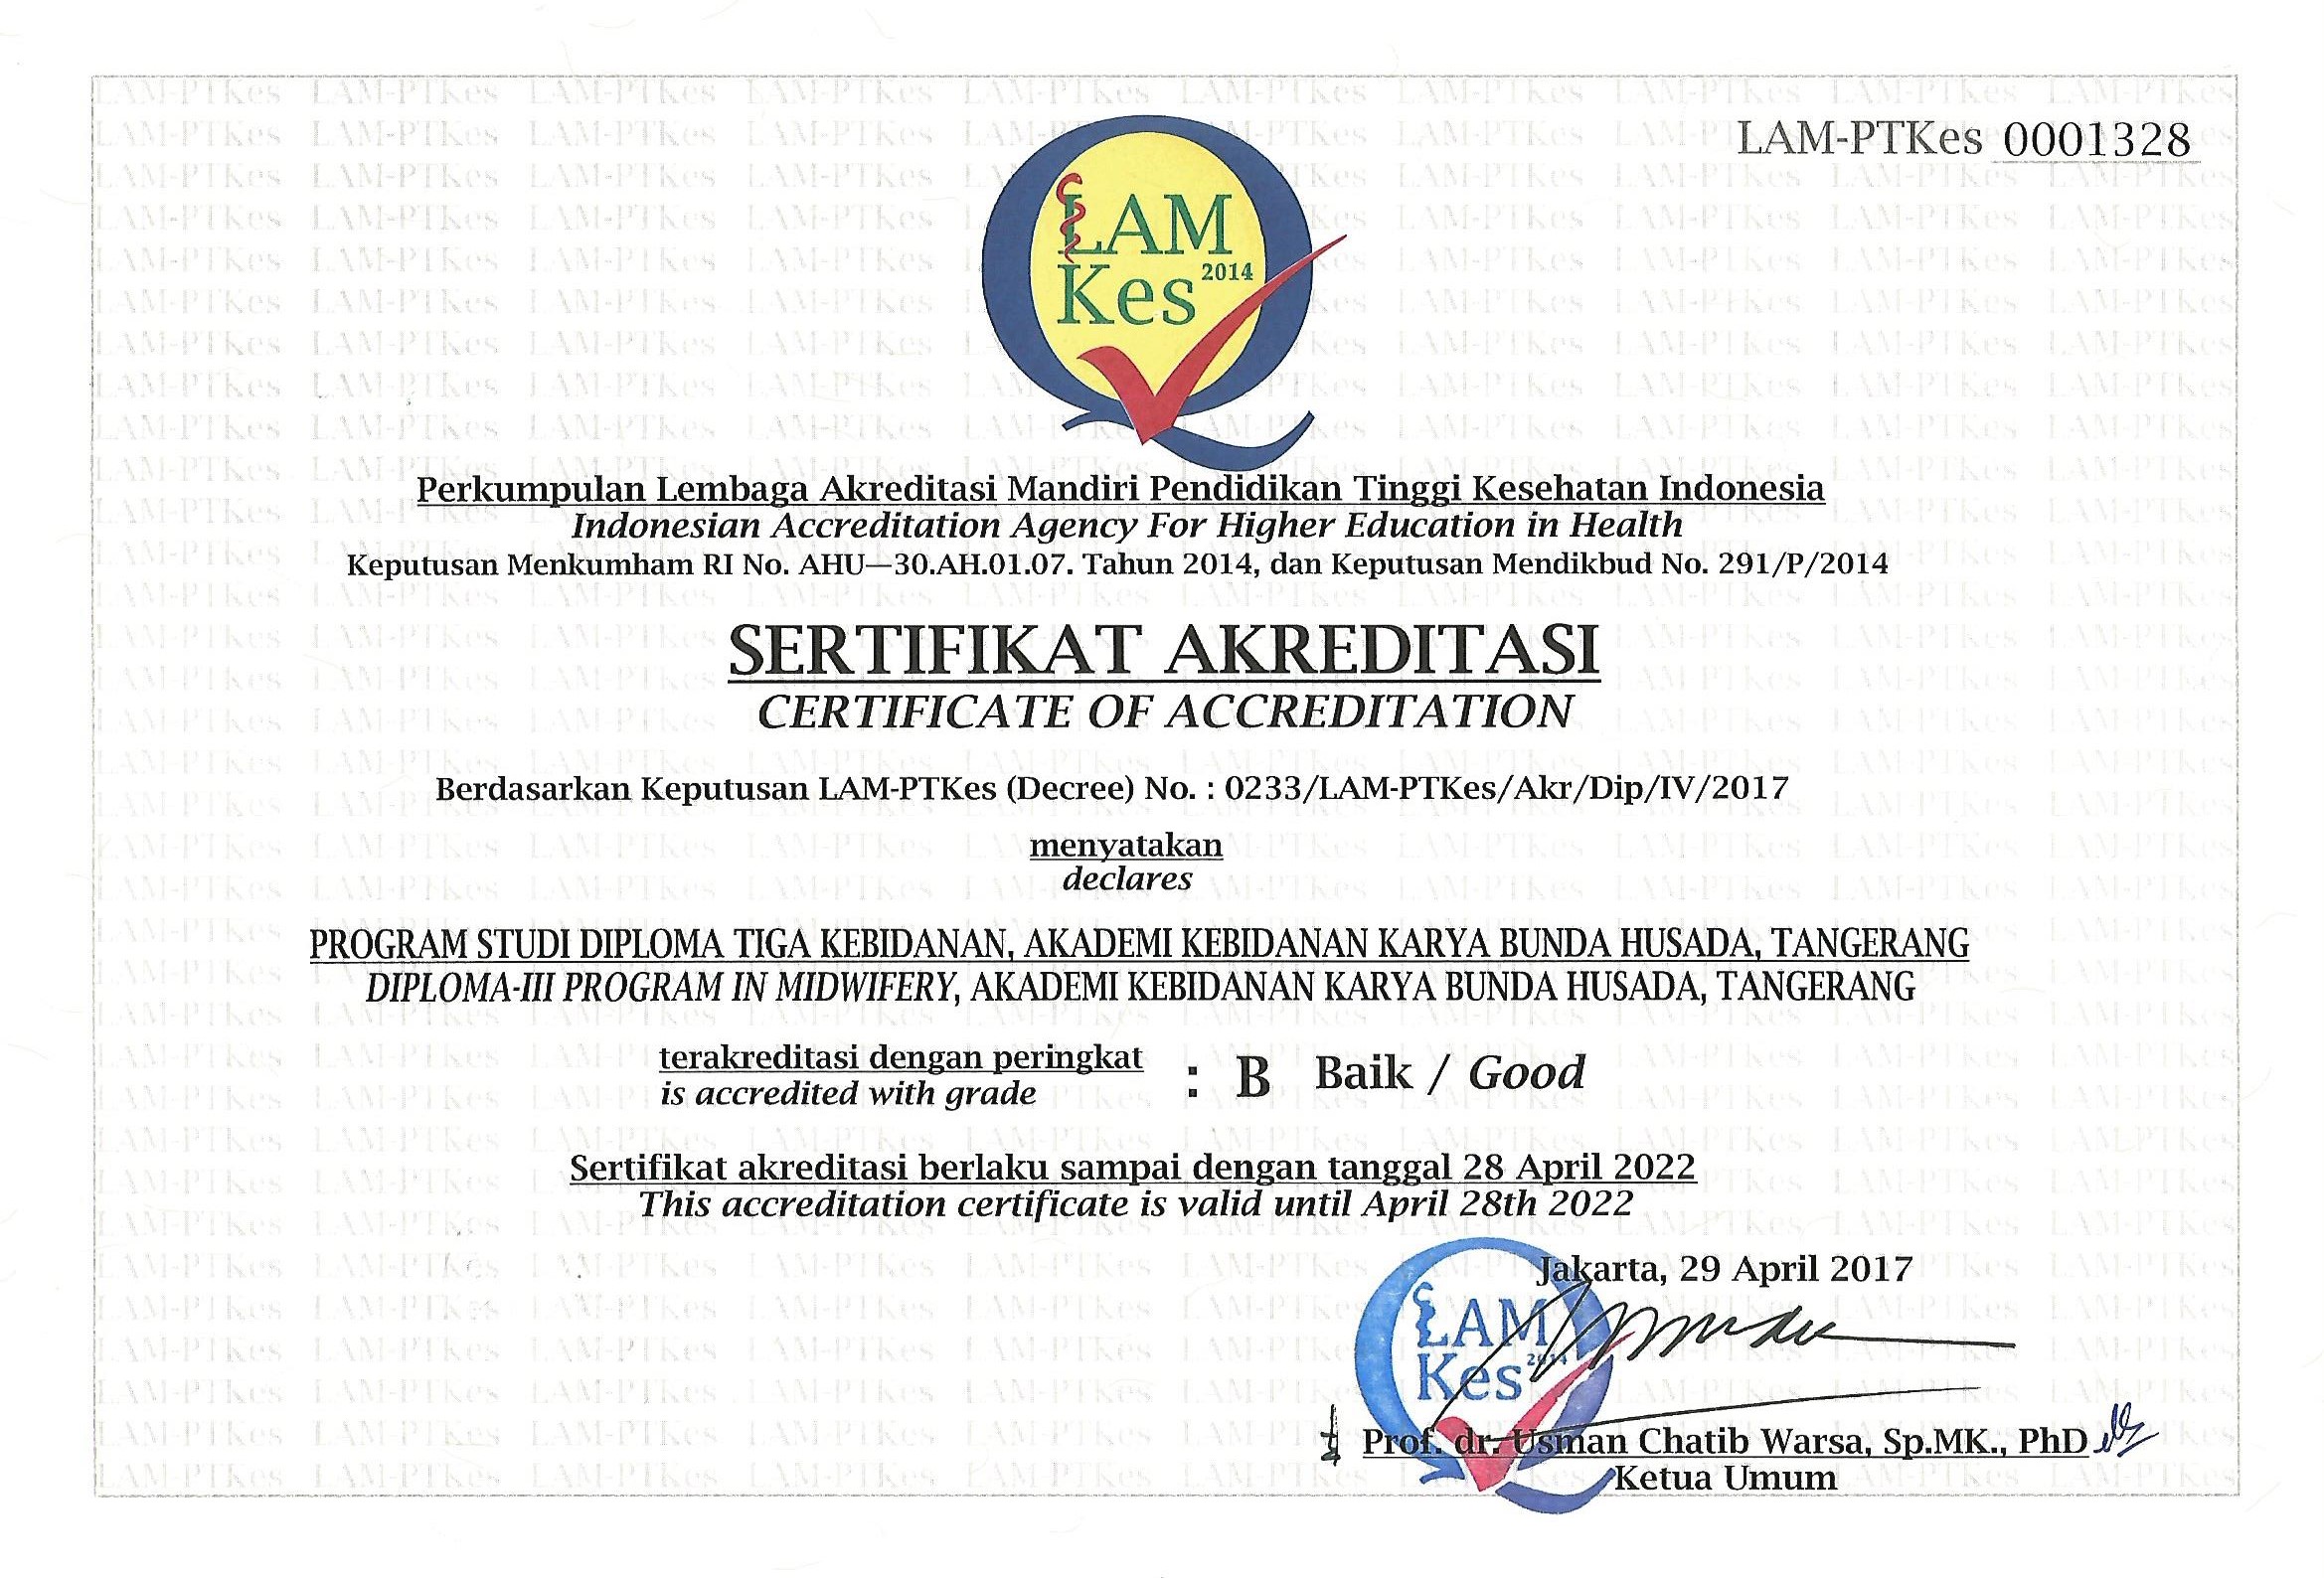 LAM-PTKes 0001328
LAM
Kes 2014
Perkumpulan Lembaga Akreditasi Mandiri Pendidikan Tinggi Kesehatan Indonesia
Indonesian Accreditation Agency For Higher Education in Health
Keputusan Menkumham RI No. AHU—30.AH.01.07. Tahun 2014, dan Keputusan Mendikbud No. 291/P/2014
SERTIFIKAT AKREDITASI
CERTIFICATE OF ACCREDITATION
Berdasarkan Keputusan LAM-PTKes (Decree) No. : 0233/LAM-PTKes/Akr/Dip/IV/2017
menyatakan
declares
PROGRAM STUDI DIPLOMA TIGA KEBIDANAN, AKADEMI KEBIDANAN KARYA BUNDA HUSADA, TANGERANG
DIPLOMA-III PROGRAM IN MIDWIFERY, AKADEMI KEBIDANAN KARYA BUNDA HUSADA, TANGERANG
terakreditasi dengan peringkat : B Baik / Good
is accredited with grade
Sertifikat akreditasi berlaku sampai dengan tanggal 28 April 2022
This accreditation certificate is valid until April 28th 2022
Jakarta, 29 April 2017
LAM
Kes 2014
Prof. dr. Usman Chatib Warsa, Sp.MK., PhD
Ketua Umum